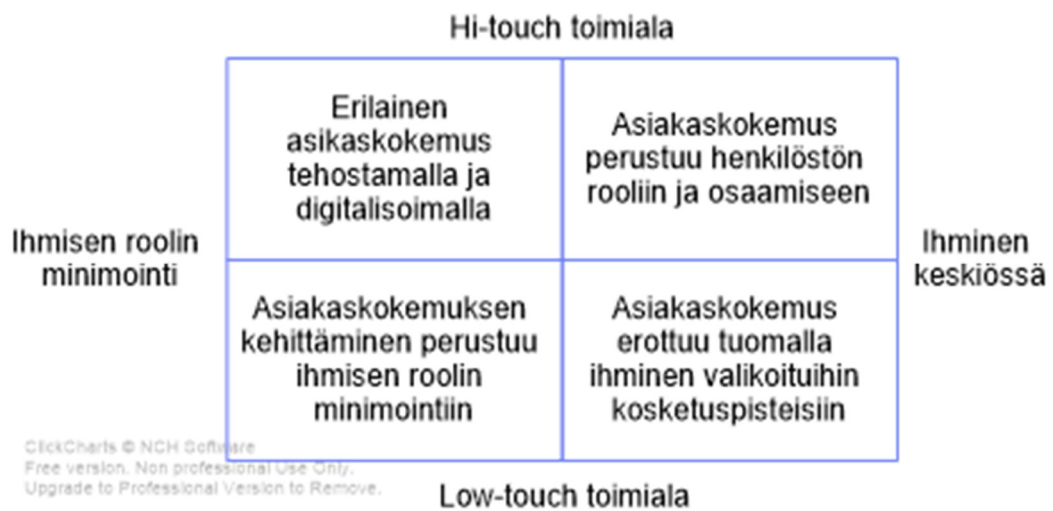 Hi-touch toimiala
Erilainen
asikaskokemus
tehostamalla ja
digitalisoimalla
Asiakaskokemus
perustuu henkilöstön
rooliin ja osaamiseen
Ihmisen roolin
minimointi
Ihminen
keskiössä
Asiakaskokemuksen
kehittäminen perustuu
ihmisen roolin
minimointiin
Asiakaskokemus
erottuu tuomalla
ihminen valikoituihin
kosketuspisteisiin
ClickCharts © NCH Software
Free version. Non professional Use Only.
Upgrade to Professional Version to Remove.
Low-touch toimiala